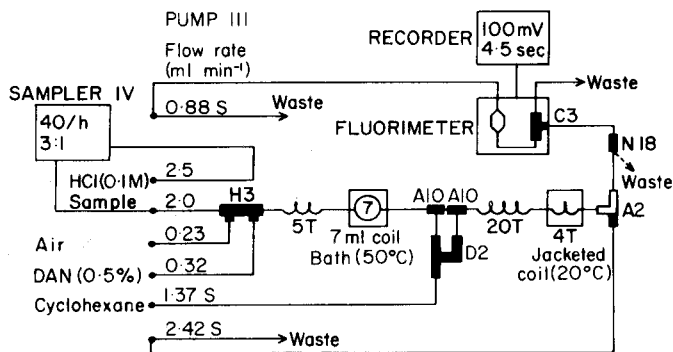 PUMP III
Flow rate
(ml min⁻¹)
RECORDER
100mV
4·5 sec
Waste
SAMPLER IV
40/h
3:1
0·88 S
Waste
FLUORIMETER
C3
N18
Waste
2·5
HCl(0·1M)
Sample
2·0
H3
5T
7
7 ml coil
Bath (50°C)
A10
A10
20T
4T
Jacketed
coil(20°C)
A2
D2
Air
0·23
DAN (0·5%)
0·32
Cyclohexane
1·37 S
2·42 S
Waste